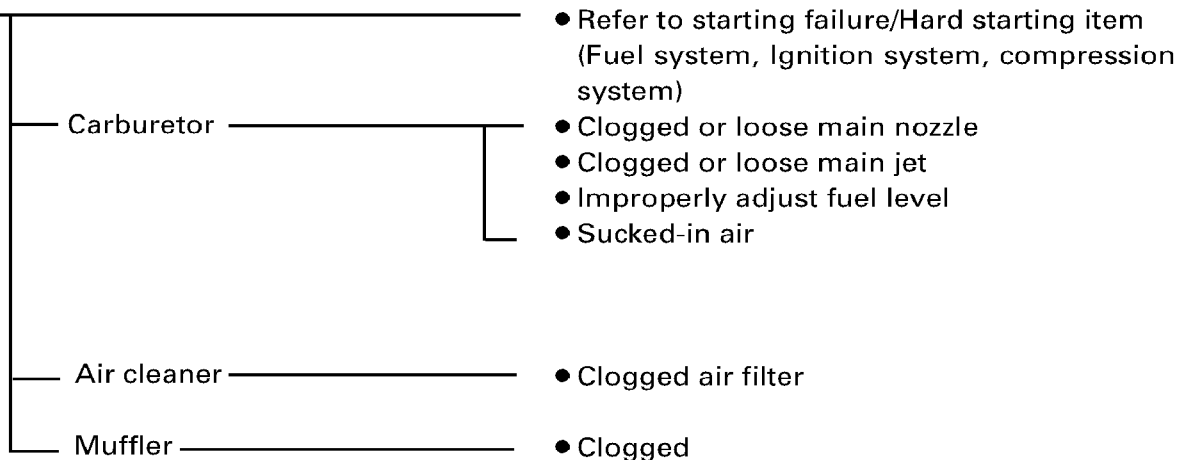 ● Refer to starting failure/Hard starting item
(Fuel system, Ignition system, compression
system)
Carburetor
● Clogged or loose main nozzle
● Clogged or loose main jet
● Improperly adjust fuel level
● Sucked-in air
Air cleaner
● Clogged air filter
Muffler
● Clogged